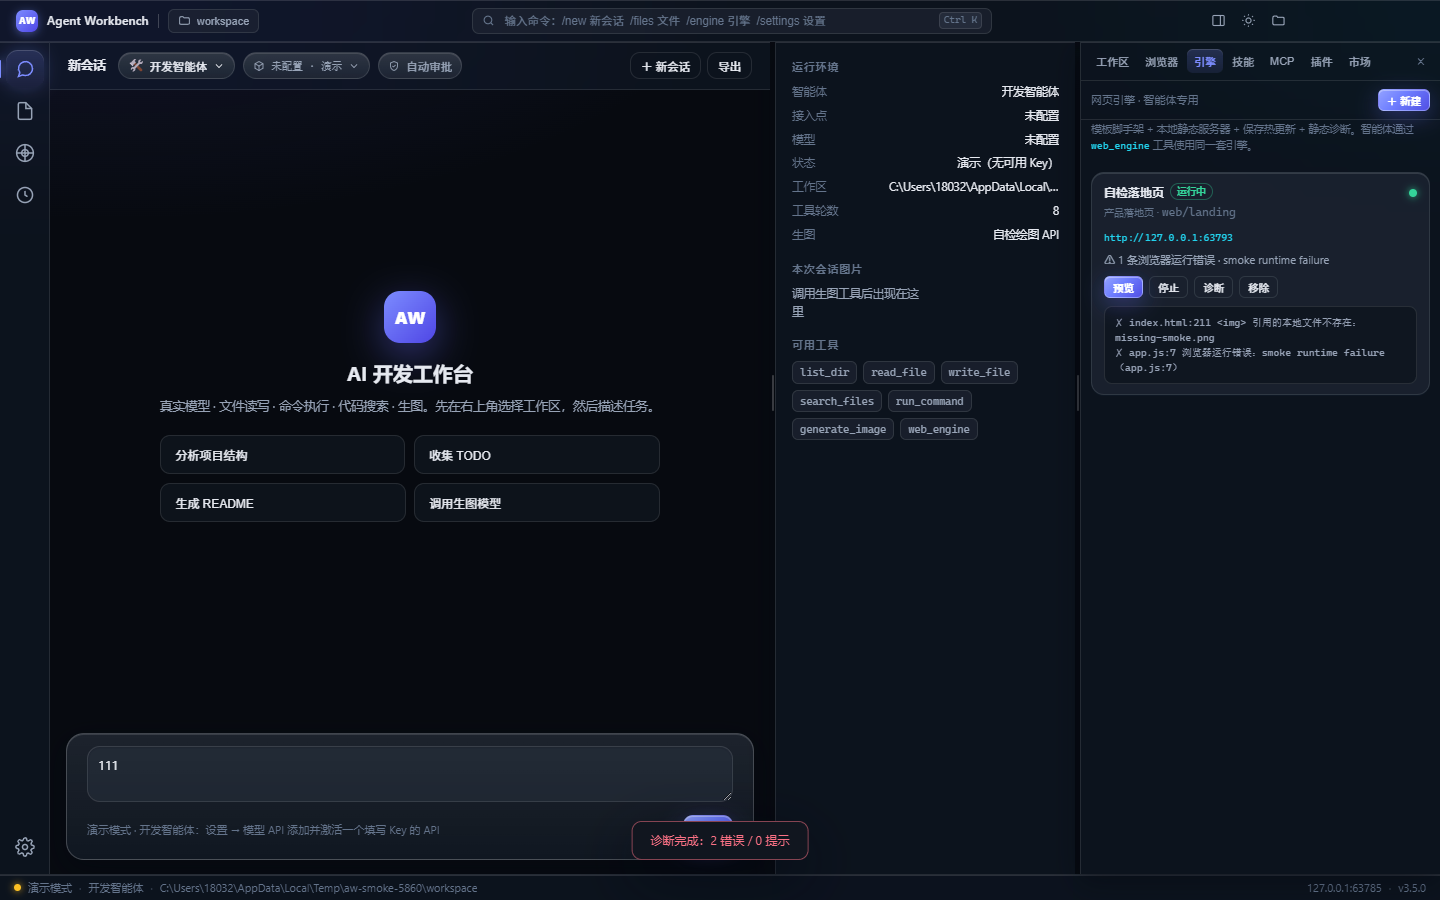 AW Agent Workbench workspace 输入命令：/new 新会话 /files 文件 /engine 引擎 /settings 设置 Ctrl K
新会话 开发智能体 未配置 · 演示 自动审批 + 新会话 导出
AW
AI 开发工作台
真实模型 · 文件读写 · 命令执行 · 代码搜索 · 生图。先在右上角选择工作区，然后描述任务。
分析项目结构 收集 TODO
生成 README 调用生图模型
111
演示模式 · 开发智能体：设置 → 模型 API 添加并激活一个填写 Key 的 API
运行环境
智能体 开发智能体
接入点 未配置
模型 未配置
状态 演示（无可用 Key）
工作区 C:\Users\18032\AppData\Local\...
工具轮数 8
生图 自检绘图 API
本次会话图片
调用生图工具后出现在这
里
可用工具
list_dir read_file write_file
search_files run_command
generate_image web_engine
工作区 浏览器 引擎 技能 MCP 插件 市场 ×
网页引擎 · 智能体专用 + 新建
模板脚手架 + 本地静态服务器 + 保存热更新 + 静态诊断。智能体通过
web_engine 工具使用同一套引擎。
自检落地页 运行中
产品落地页 · web/landing
http://127.0.0.1:63793
⚠ 1 条浏览器运行错误 · smoke runtime failure
预览 停止 诊断 移除
✗ index.html:211 <img> 引用的本地文件不存在：
missing-smoke.png
✗ app.js:7 浏览器运行错误：smoke runtime failure
（app.js:7）
诊断完成：2 错误 / 0 提示
演示模式 · 开发智能体 · C:\Users\18032\AppData\Local\Temp\aw-smoke-5860\workspace 127.0.0.1:63785 · v3.5.0